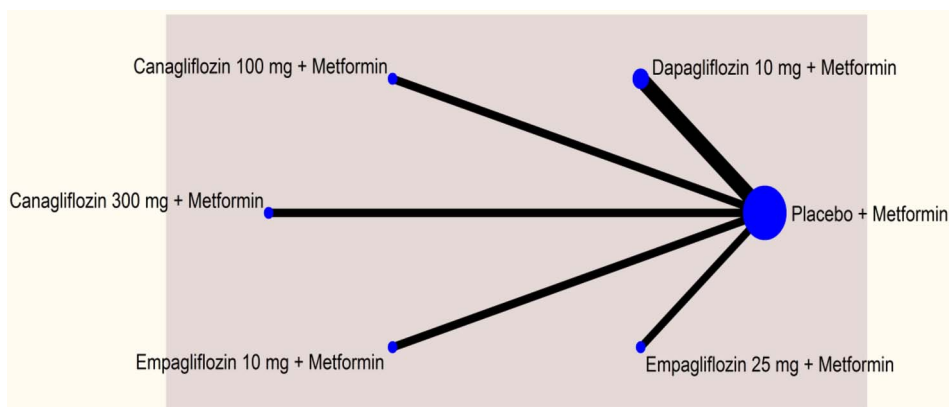 Canagliflozin 100 mg + Metformin
Dapagliflozin 10 mg + Metformin
Canagliflozin 300 mg + Metformin
Placebo + Metformin
Empagliflozin 10 mg + Metformin
Empagliflozin 25 mg + Metformin